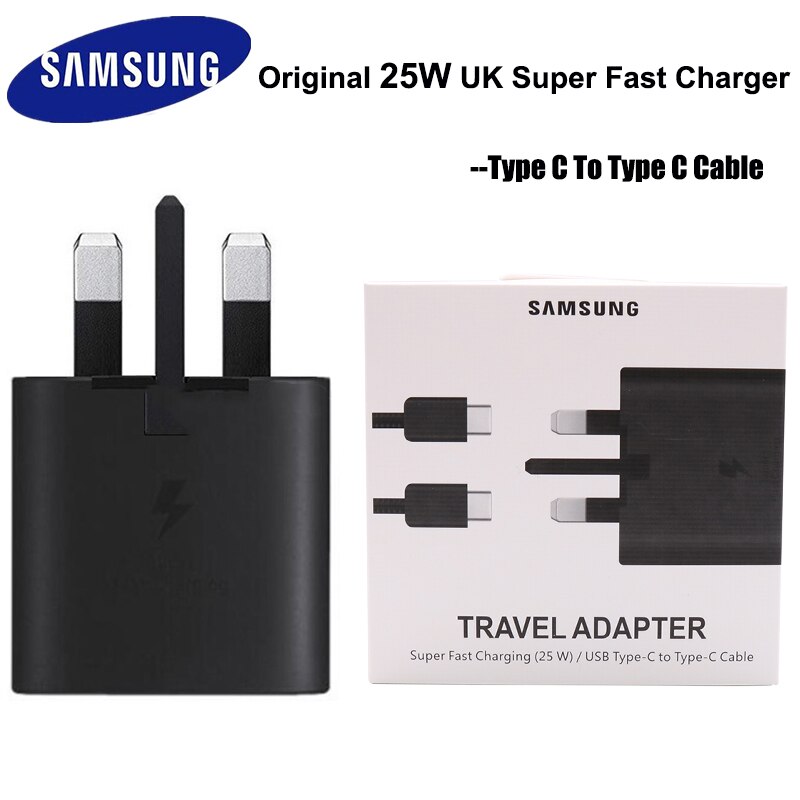 SAMSUNG
Original 25W UK Super Fast Charger
--Type C To Type C Cable
SAMSUNG
TRAVEL ADAPTER
Super Fast Charging (25 W) / USB Type-C to Type-C Cable